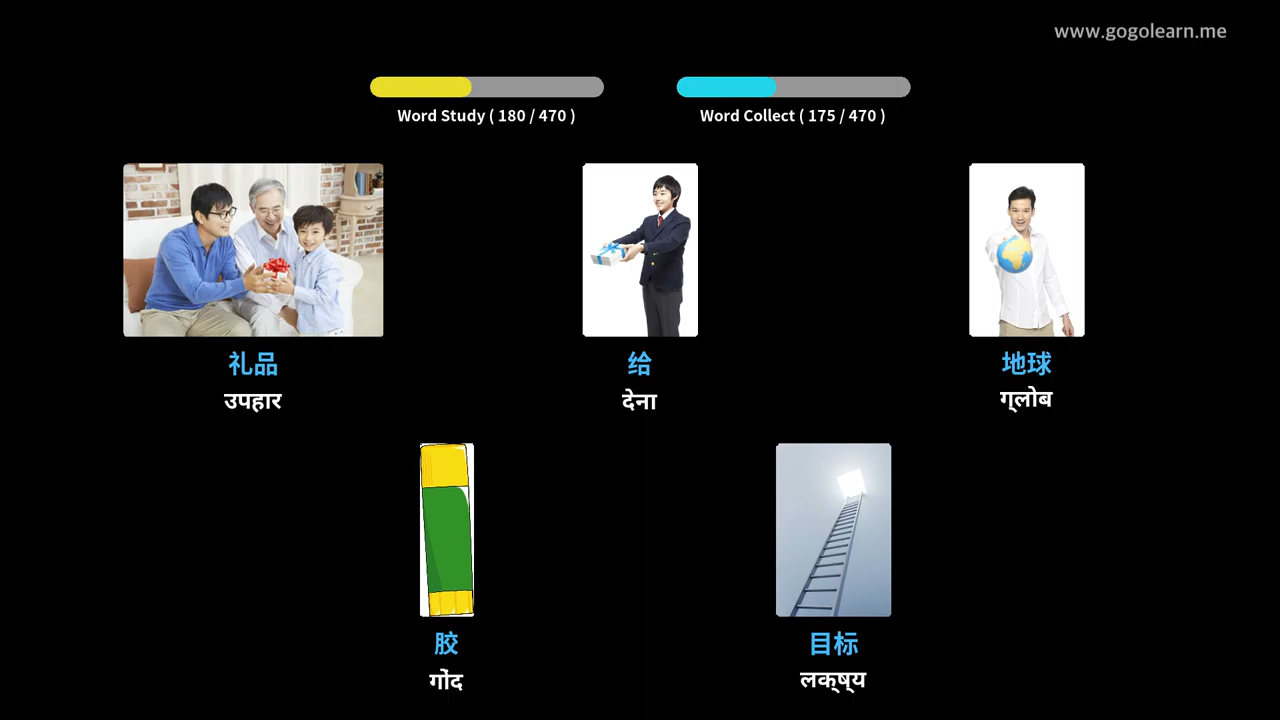 www.gogolearn.me
Word Study ( 180 / 470 )
Word Collect ( 175 / 470 )
礼品
给
地球
उपहार
देना
ग्लोब
胶
目标
गोंद
लक्ष्य